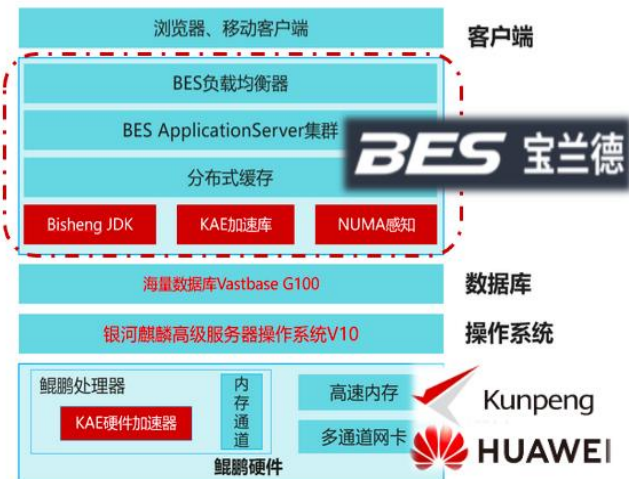 浏览器、移动客户端
客户端
BES负载均衡器
BES ApplicationServer集群
BES 宝兰德
分布式缓存
Bisheng JDK
KAE加速库
NUMA感知
海量数据库Vastbase G100
数据库
银河麒麟高级服务器操作系统V10
操作系统
鲲鹏处理器
KAE硬件加速器
内存通道
高速内存
多通道网卡
鲲鹏硬件
Kunpeng
HUAWEI